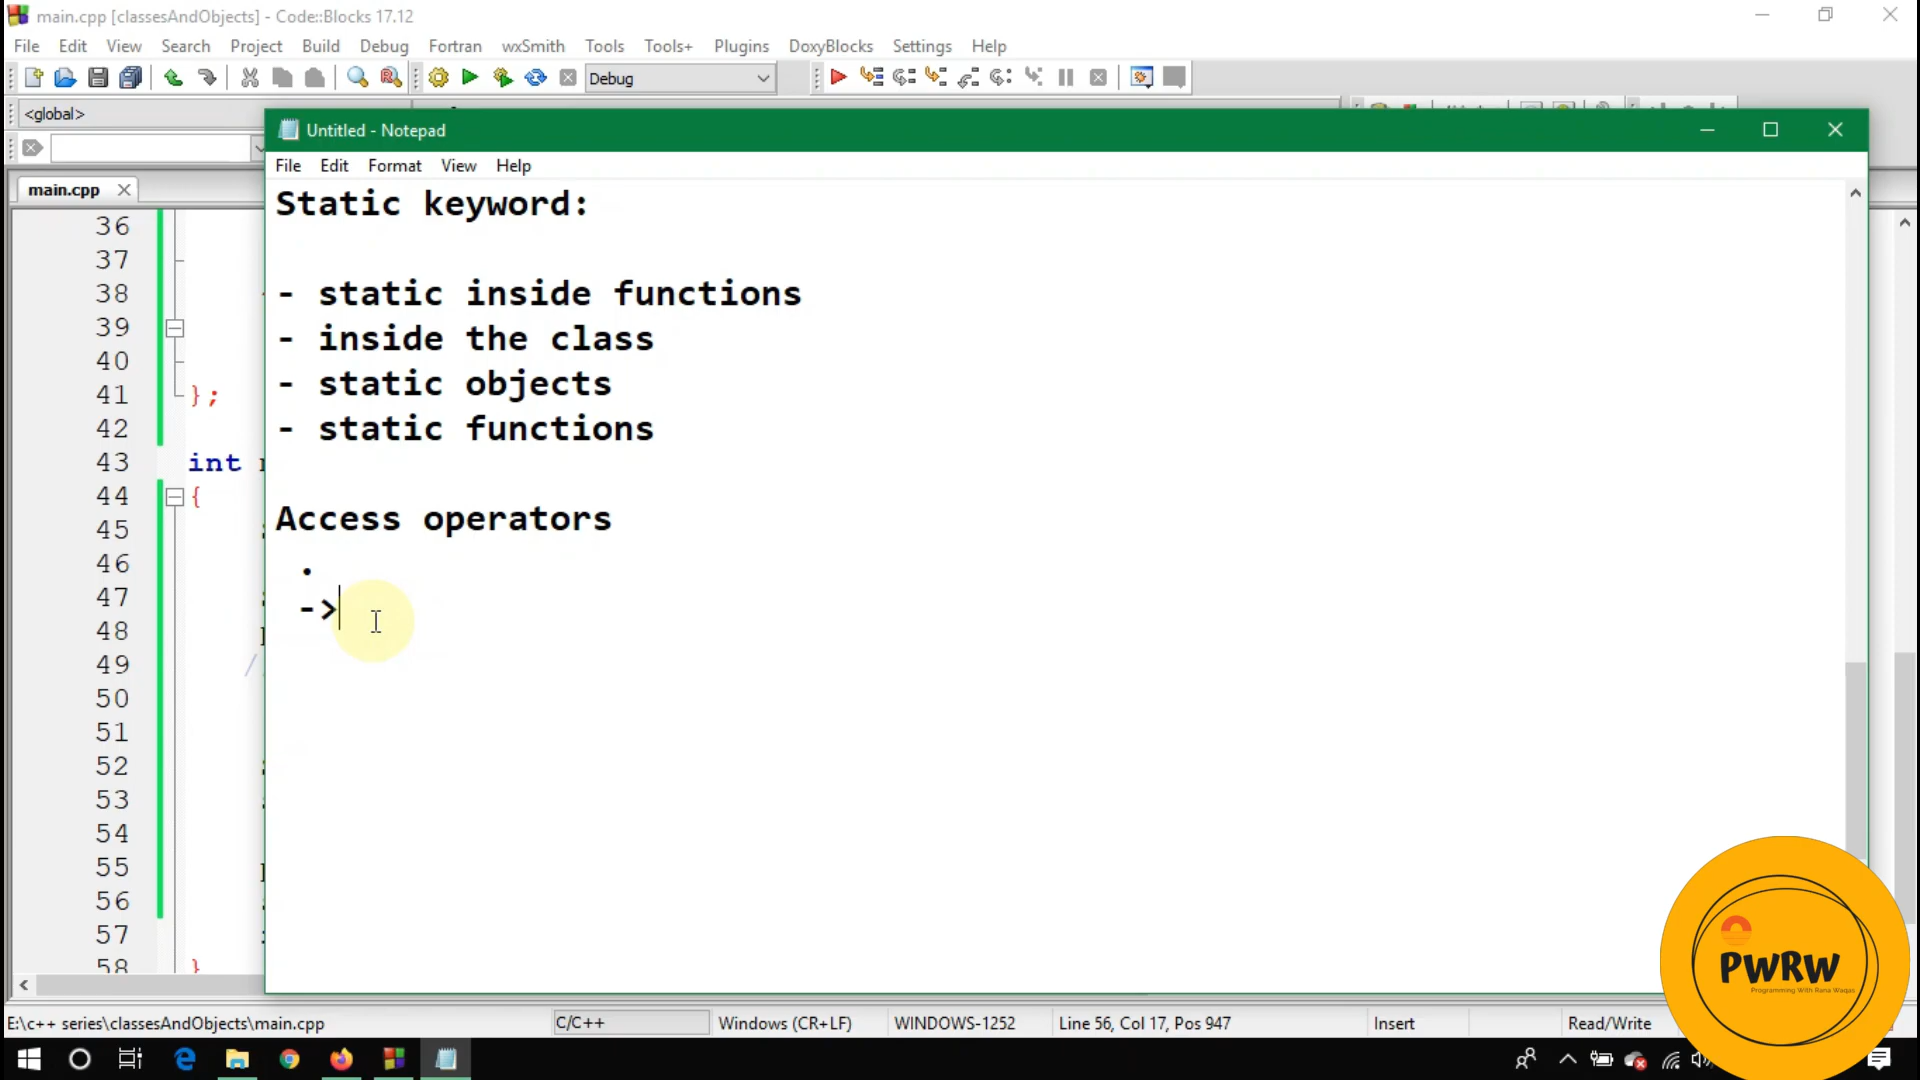 main.cpp [classesAndObjects] - Code::Blocks 17.12
File Edit View Search Project Build Debug Fortran wxSmith Tools Tools+ Plugins DoxyBlocks Settings Help
Debug
<global>
Untitled - Notepad
File Edit Format View Help
main.cpp
Static keyword:
- static inside functions
- inside the class
- static objects
- static functions
Access operators
.
->
36
37
38
39
40
41 };
42
43 int
44 {
45
46
47
48
49 /
50
51
52
53
54
55
56
57
58 }
PWRW
Programming With Rana Waqas
E:\c++ series\classesAndObjects\main.cpp C/C++ Windows (CR+LF) WINDOWS-1252 Line 56, Col 17, Pos 947 Insert Read/Write